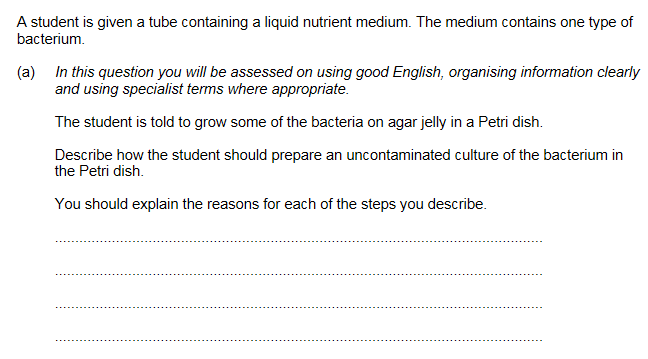 A student is given a tube containing a liquid nutrient medium. The medium contains one type of
bacterium.
(a) In this question you will be assessed on using good English, organising information clearly
and using specialist terms where appropriate.
The student is told to grow some of the bacteria on agar jelly in a Petri dish.
Describe how the student should prepare an uncontaminated culture of the bacterium in
the Petri dish.
You should explain the reasons for each of the steps you describe.